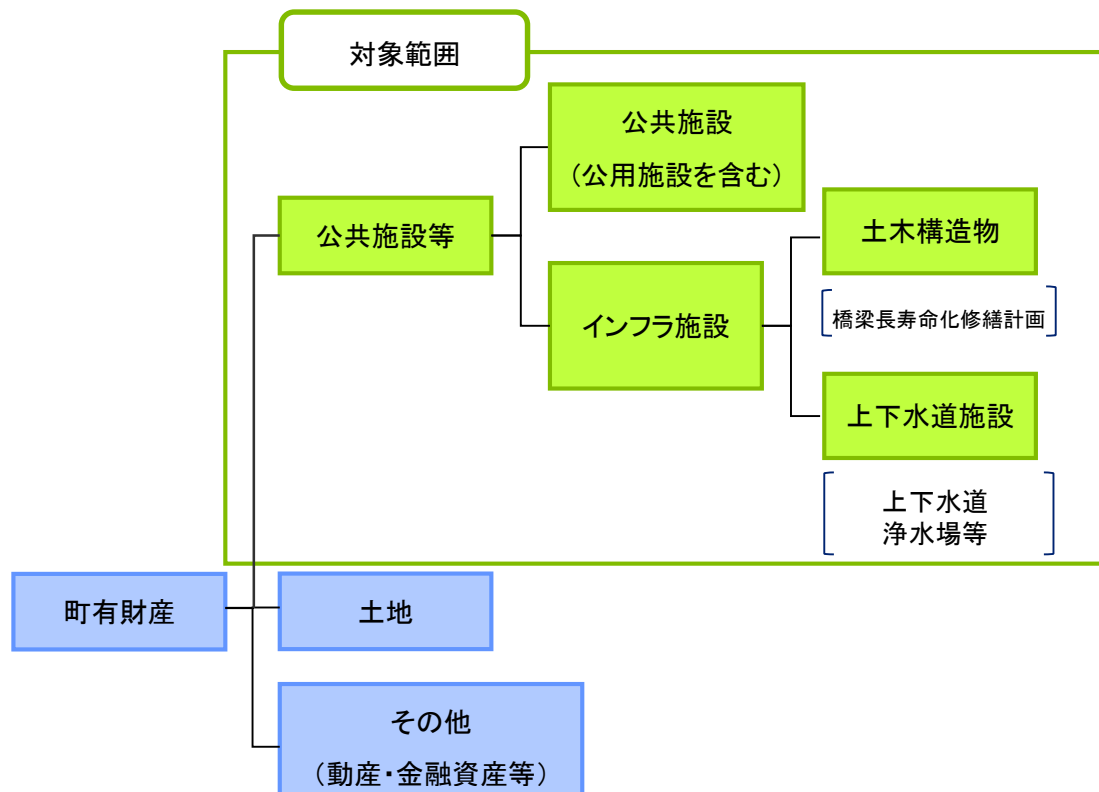 対象範囲
公共施設
（公用施設を含む）
公共施設等
土木構造物
橋梁長寿命化修繕計画
インフラ施設
上下水道施設
上下水道
浄水場等
町有財産
土地
その他
（動産・金融資産等）